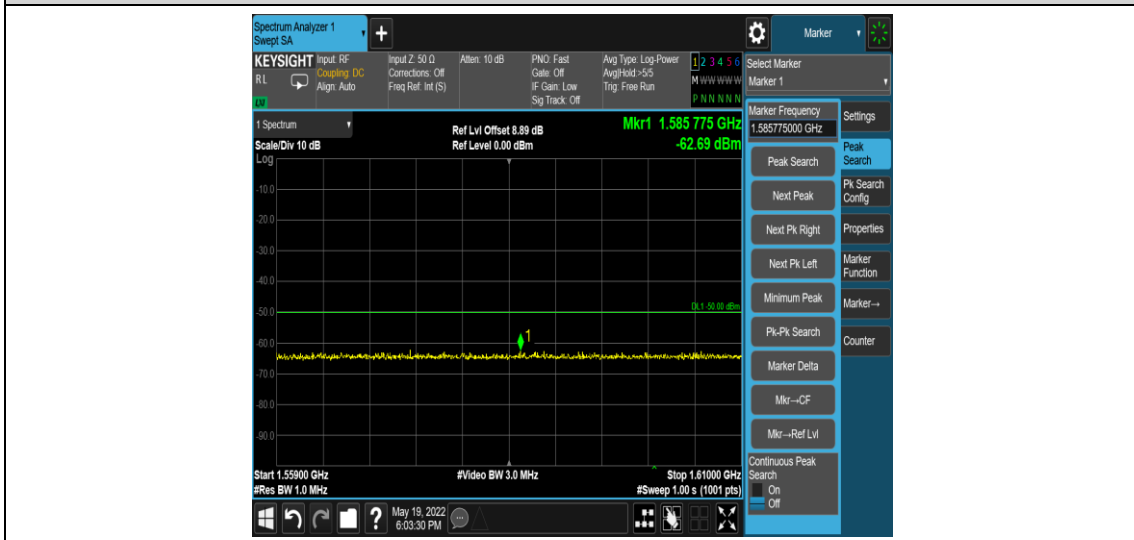 Spectrum Analyzer 1
Swept SA
+
Marker
KEYSIGHT
RL
LXI
Input: RF
Coupling: DC
Align: Auto
Input Z: 50 Ω
Corrections: Off
Freq Ref: Int (S)
Atten: 10 dB
PNO: Fast
Gate: Off
IF Gain: Low
Sig Track: Off
Avg Type: Log-Power
Avg|Hold:>5/5
Trig: Free Run
1 2 3 4 5 6
M W W W W W
P N N N N N
Select Marker
Marker 1
1 Spectrum
Scale/Div 10 dB
Log
Ref Lvl Offset 8.89 dB
Ref Level 0.00 dBm
Mkr1 1.585 775 GHz
-62.69 dBm
-10.0
-20.0
-30.0
-40.0
-50.0
-60.0
-70.0
-80.0
-90.0
DL1 -50.00 dBm
1
Start 1.55900 GHz
#Res BW 1.0 MHz
#Video BW 3.0 MHz
Stop 1.61000 GHz
#Sweep 1.00 s (1001 pts)
Marker Frequency
1.585775000 GHz
Peak Search
Next Peak
Next Pk Right
Next Pk Left
Minimum Peak
Pk-Pk Search
Marker Delta
Mkr→CF
Mkr→Ref Lvl
Continuous Peak
Search
On
Off
Settings
Peak
Search
Pk Search
Config
Properties
Marker
Function
Marker→
Counter
?
May 19, 2022
6:03:30 PM